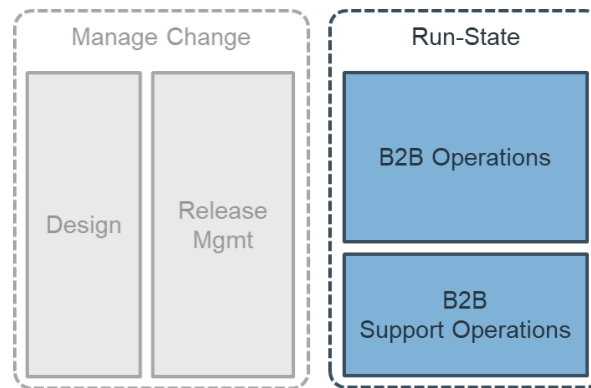 Manage Change
Design
Release
Mgmt
Run-State
B2B Operations
B2B
Support Operations